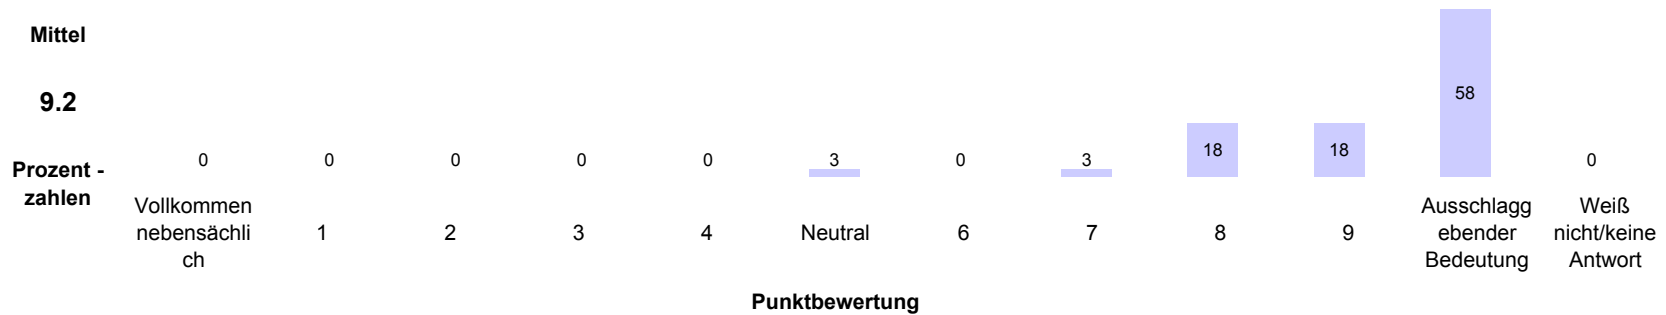 Mittel
9.2
Prozent -
zahlen
0
0
0
0
0
3
0
3
18
18
58
0
Vollkommen
nebensächli
ch
1
2
3
4
Neutral
6
7
8
9
Ausschlagg
ebender
Bedeutung
Weiß
nicht/keine
Antwort
Punktbewertung